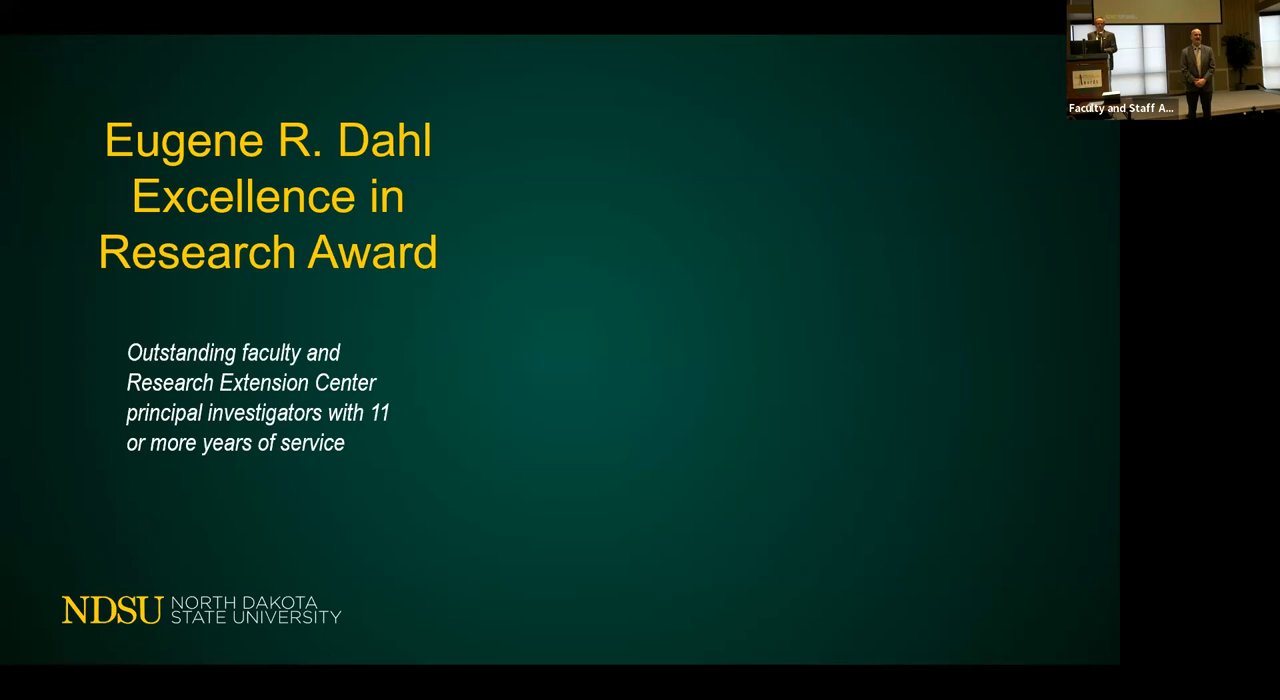 Eugene R. Dahl
Excellence in
Research Award
Outstanding faculty and
Research Extension Center
principal investigators with 11
or more years of service
NDSU NORTH DAKOTA
STATE UNIVERSITY
Faculty and Staff A...